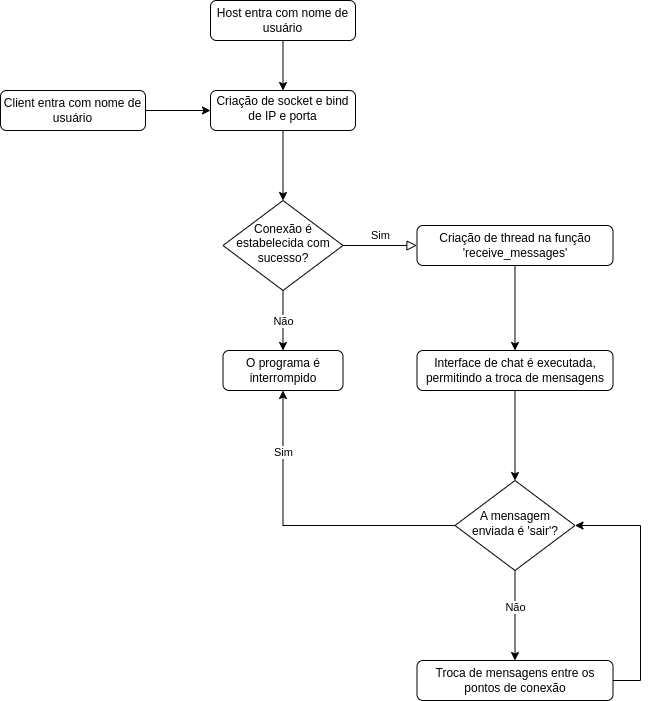 Host entra com nome de
usuário
Client entra com nome de
usuário
Criação de socket e bind
de IP e porta
Conexão é
estabelecida com
sucesso?
Sim
Criação de thread na função
'receive_messages'
Não
O programa é
interrompido
Interface de chat é executada,
permitindo a troca de mensagens
Sim
A mensagem
enviada é 'sair'?
Não
Troca de mensagens entre os
pontos de conexão